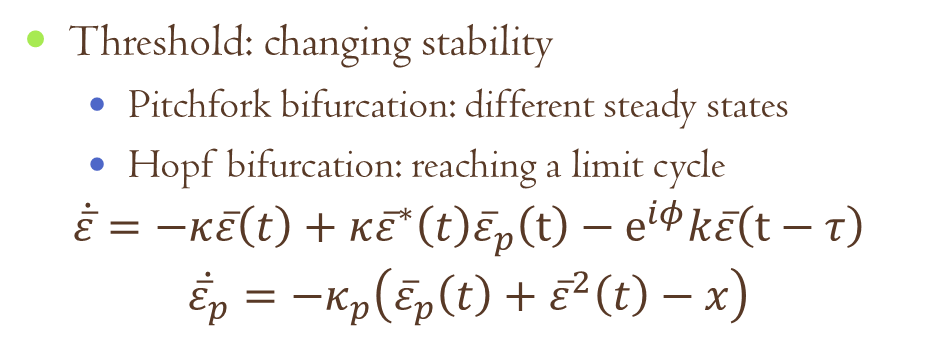 Threshold: changing stability
Pitchfork bifurcation: different steady states
Hopf bifurcation: reaching a limit cycle
ε̄̇ = −κε̄(t) + κε̄*(t)ε̄ₚ(t) − e^{iϕ}kε̄(t − τ)
ε̄̇ₚ = −κₚ(ε̄ₚ(t) + ε̄²(t) − x)